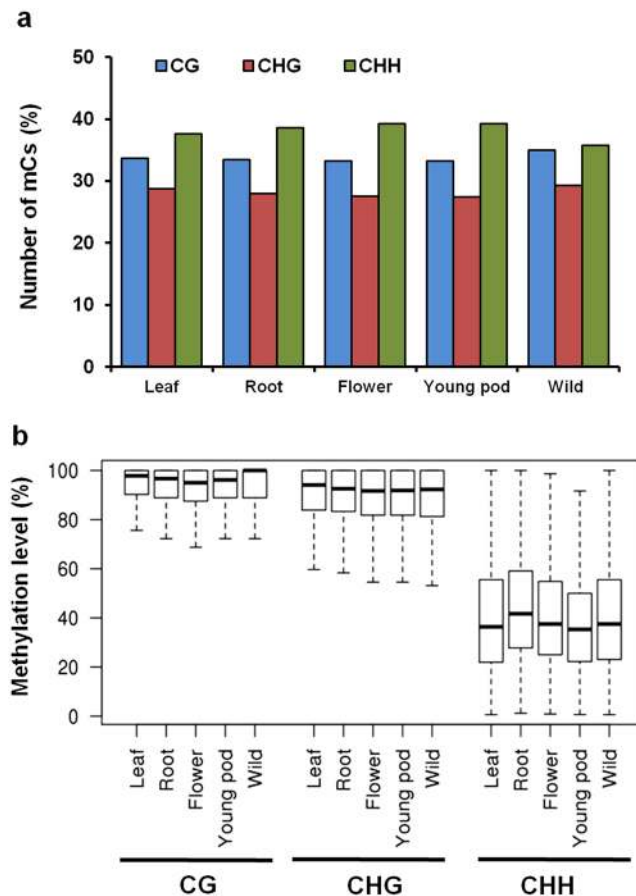 a
50
CG CHG CHH
40
30
20
10
0
Number of mCs (%)
Leaf Root Flower Young pod Wild
b
100
80
60
40
20
0
Methylation level (%)
Leaf Root Flower Young pod Wild Leaf Root Flower Young pod Wild Leaf Root Flower Young pod Wild
CG CHG CHH